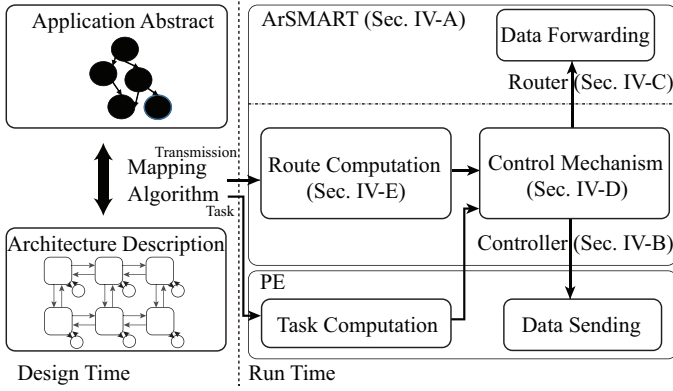 Application Abstract
Transmission
Mapping
Algorithm
Task
Architecture Description
Design Time
ArSMART (Sec. IV-A)
Data Forwarding
Router (Sec. IV-C)
Route Computation
(Sec. IV-E)
Control Mechanism
(Sec. IV-D)
Controller (Sec. IV-B)
PE
Task Computation
Data Sending
Run Time